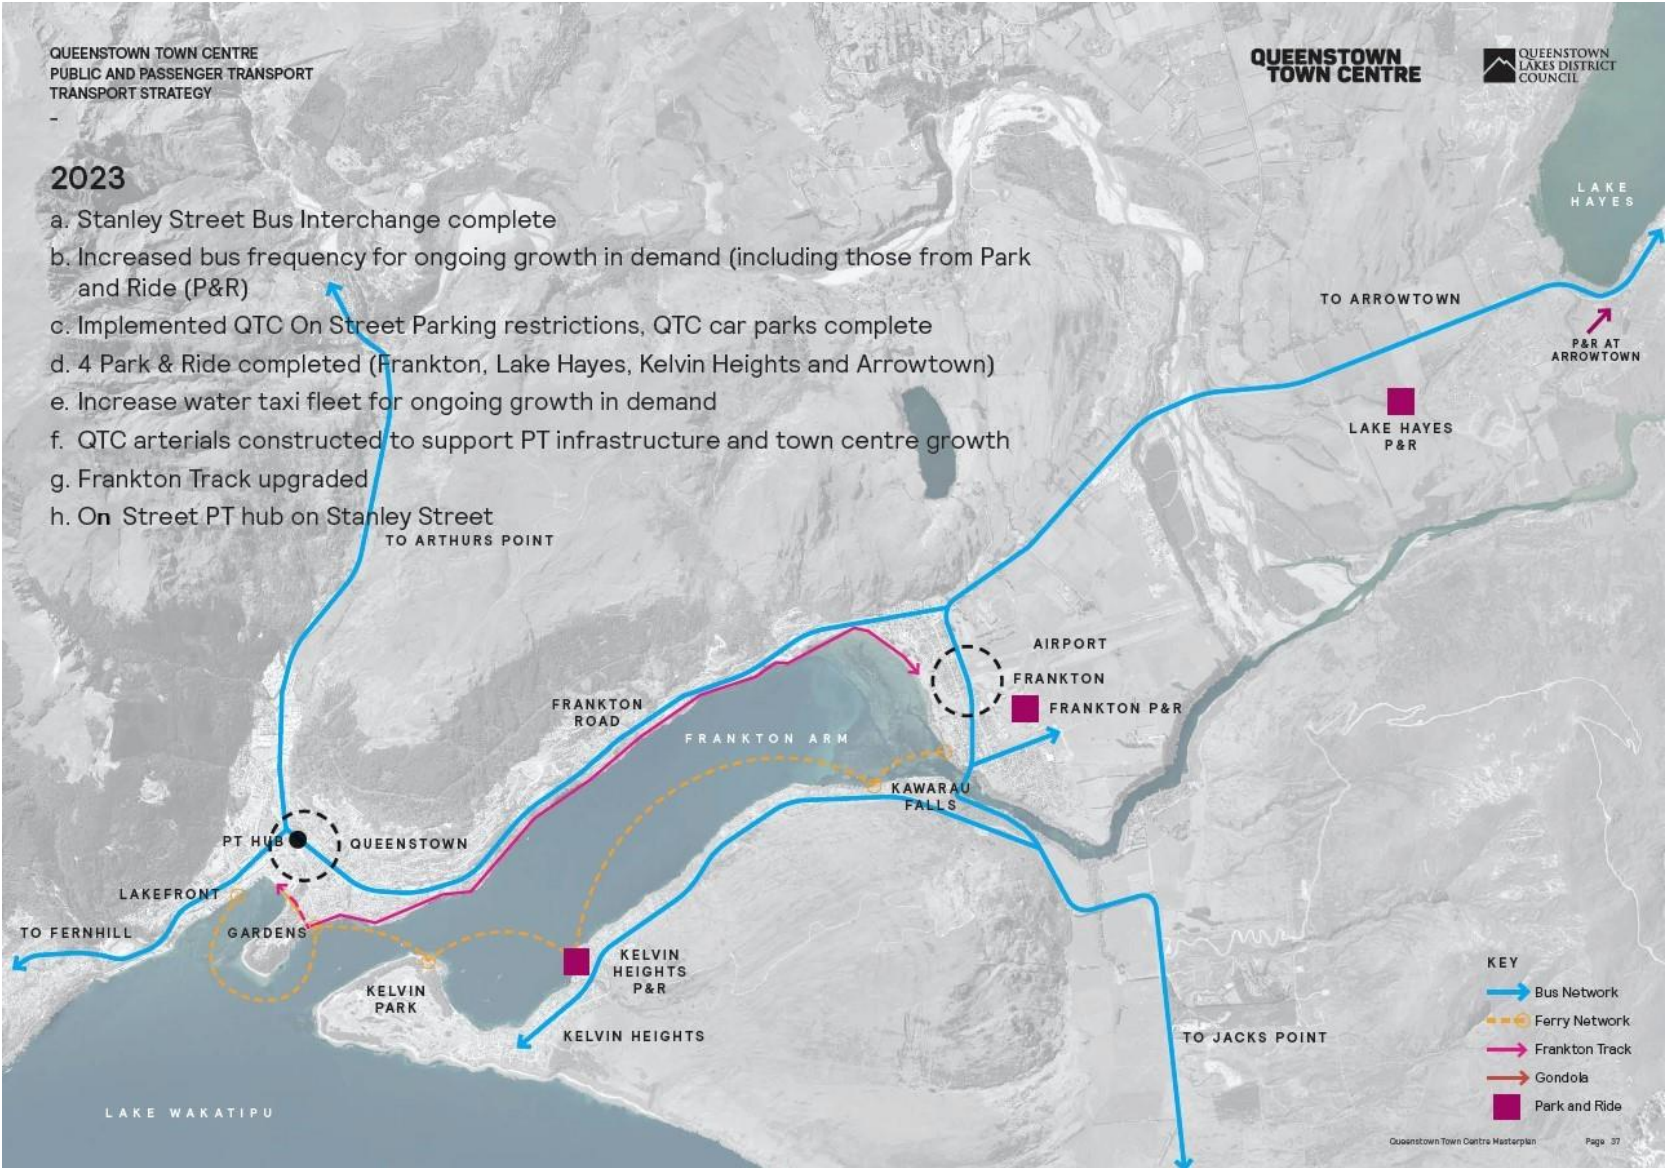 QUEENSTOWN TOWN CENTRE
PUBLIC AND PASSENGER TRANSPORT
TRANSPORT STRATEGY
-
QUEENSTOWN
TOWN CENTRE
QUEENSTOWN
LAKES DISTRICT
COUNCIL
2023
a. Stanley Street Bus Interchange complete
b. Increased bus frequency for ongoing growth in demand (including those from Park
and Ride (P&R)
c. Implemented QTC On Street Parking restrictions, QTC car parks complete
d. 4 Park & Ride completed (Frankton, Lake Hayes, Kelvin Heights and Arrowtown)
e. Increase water taxi fleet for ongoing growth in demand
f. QTC arterials constructed to support PT infrastructure and town centre growth
g. Frankton Track upgraded
h. On Street PT hub on Stanley Street
LAKE
HAYES
TO ARROWTOWN
P&R AT
ARROWTOWN
LAKE HAYES
P&R
TO ARTHURS POINT
AIRPORT
FRANKTON
FRANKTON P&R
FRANKTON
ROAD
FRANKTON ARM
KAWARAU
FALLS
PT HUB
QUEENSTOWN
LAKEFRONT
GARDENS
TO FERNHILL
KELVIN
PARK
KELVIN
HEIGHTS
P&R
KELVIN HEIGHTS
TO JACKS POINT
LAKE WAKATIPU
KEY
Bus Network
Ferry Network
Frankton Track
Gondola
Park and Ride
Queenstown Town Centre Masterplan
Page 37